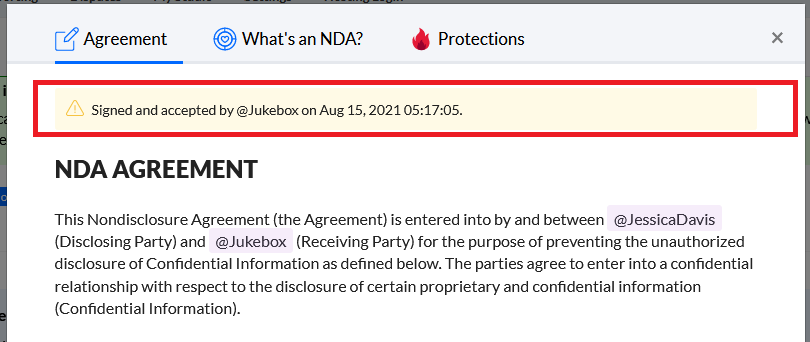 Agreement What's an NDA? Protections ×
Signed and accepted by @Jukebox on Aug 15, 2021 05:17:05.
NDA AGREEMENT
This Nondisclosure Agreement (the Agreement) is entered into by and between @JessicaDavis
(Disclosing Party) and @Jukebox (Receiving Party) for the purpose of preventing the unauthorized
disclosure of Confidential Information as defined below. The parties agree to enter into a confidential
relationship with respect to the disclosure of certain proprietary and confidential information
(Confidential Information).